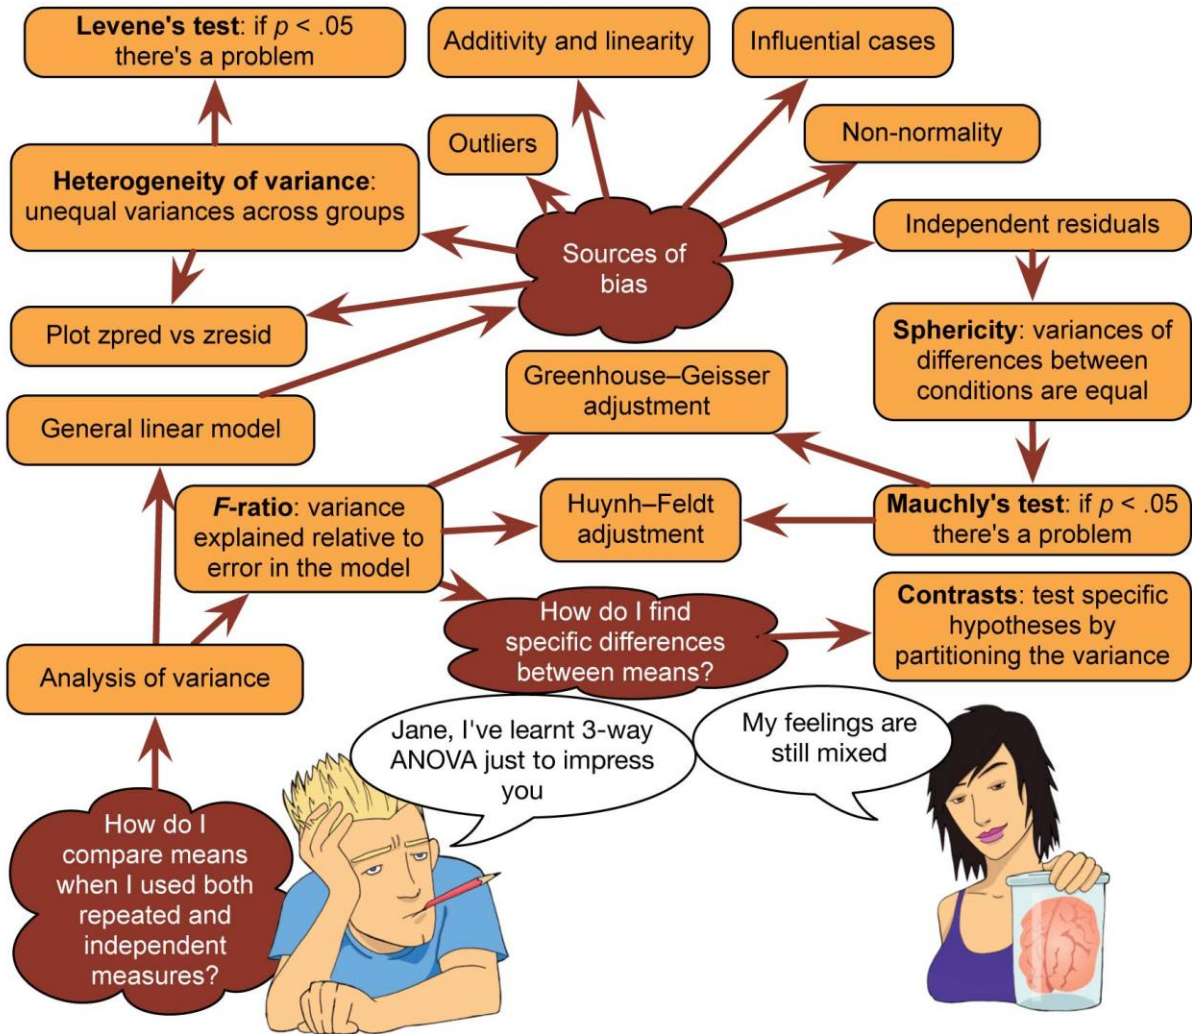 Levene's test: if p < .05
there's a problem
Additivity and linearity
Influential cases
Outliers
Non-normality
Heterogeneity of variance:
unequal variances across groups
Sources of
bias
Independent residuals
Plot zpred vs zresid
Sphericity: variances of
differences between
conditions are equal
Greenhouse–Geisser
adjustment
General linear model
F-ratio: variance
explained relative to
error in the model
Huynh–Feldt
adjustment
Mauchly's test: if p < .05
there's a problem
How do I find
specific differences
between means?
Contrasts: test specific
hypotheses by
partitioning the variance
Analysis of variance
Jane, I've learnt 3-way
ANOVA just to impress
you
My feelings are
still mixed
How do I
compare means
when I used both
repeated and
independent
measures?